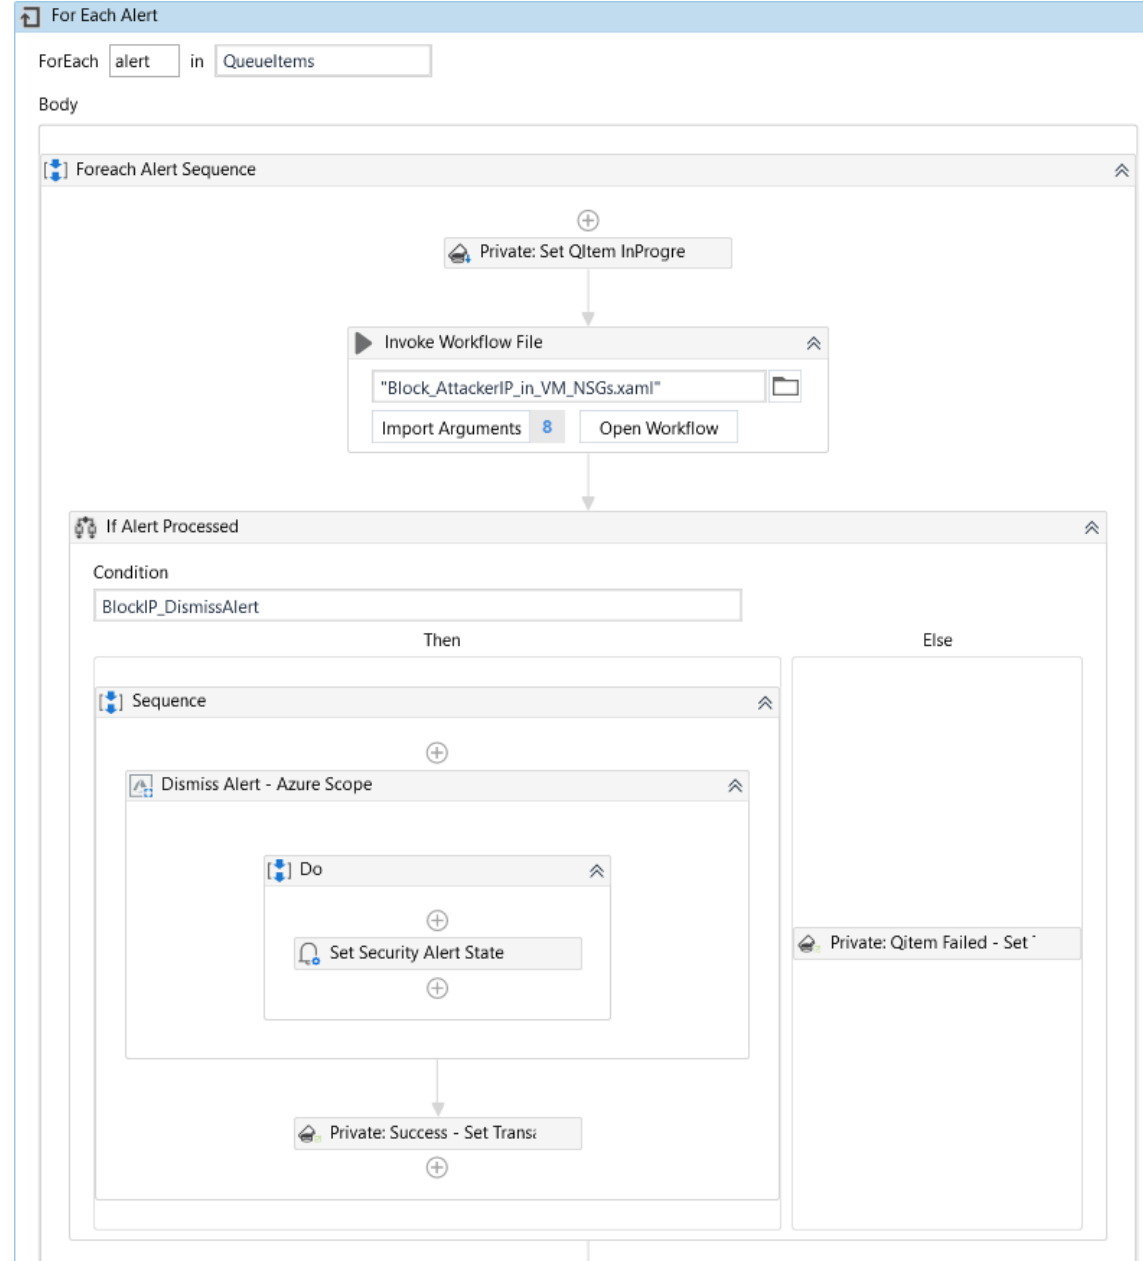 For Each Alert
ForEach alert in QueueItems
Body
Foreach Alert Sequence
Private: Set QItem InProgre
Invoke Workflow File
"Block_AttackerIP_in_VM_NSGs.xaml"
Import Arguments 8 Open Workflow
If Alert Processed
Condition
BlockIP_DismissAlert
Then Else
Sequence
Dismiss Alert - Azure Scope
Do
Set Security Alert State
Private: Qitem Failed - Set
Private: Success - Set Transa